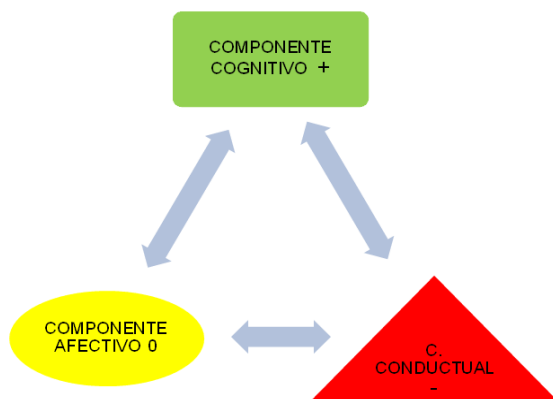 COMPONENTE
COGNITIVO +
COMPONENTE
AFECTIVO 0
C.
CONDUCTUAL
-